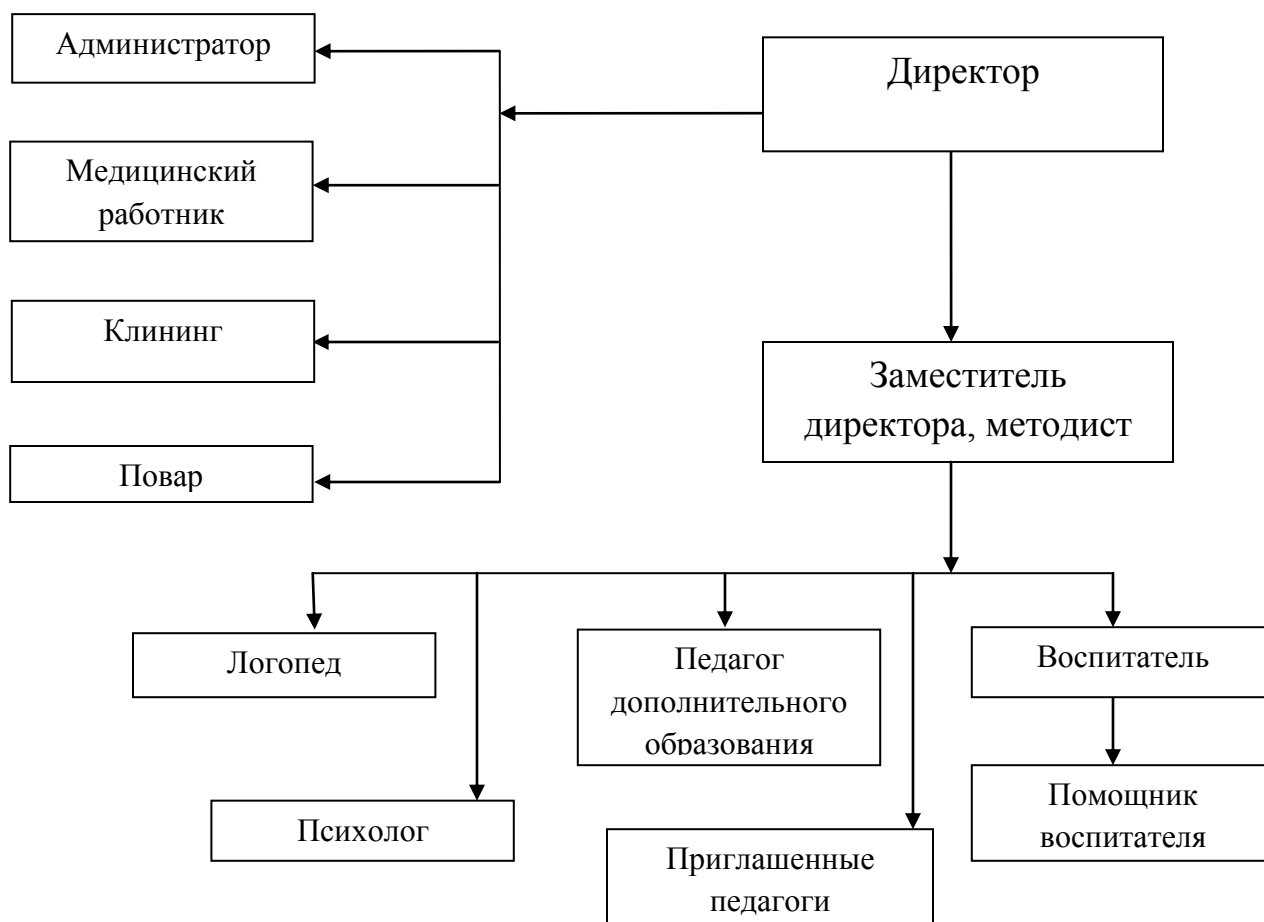 Администратор
Директор
Медицинский
работник
Клининг
Заместитель
директора, методист
Повар
Логопед
Педагог
дополнительного
образования
Воспитатель
Психолог
Помощник
воспитателя
Приглашенные
педагоги